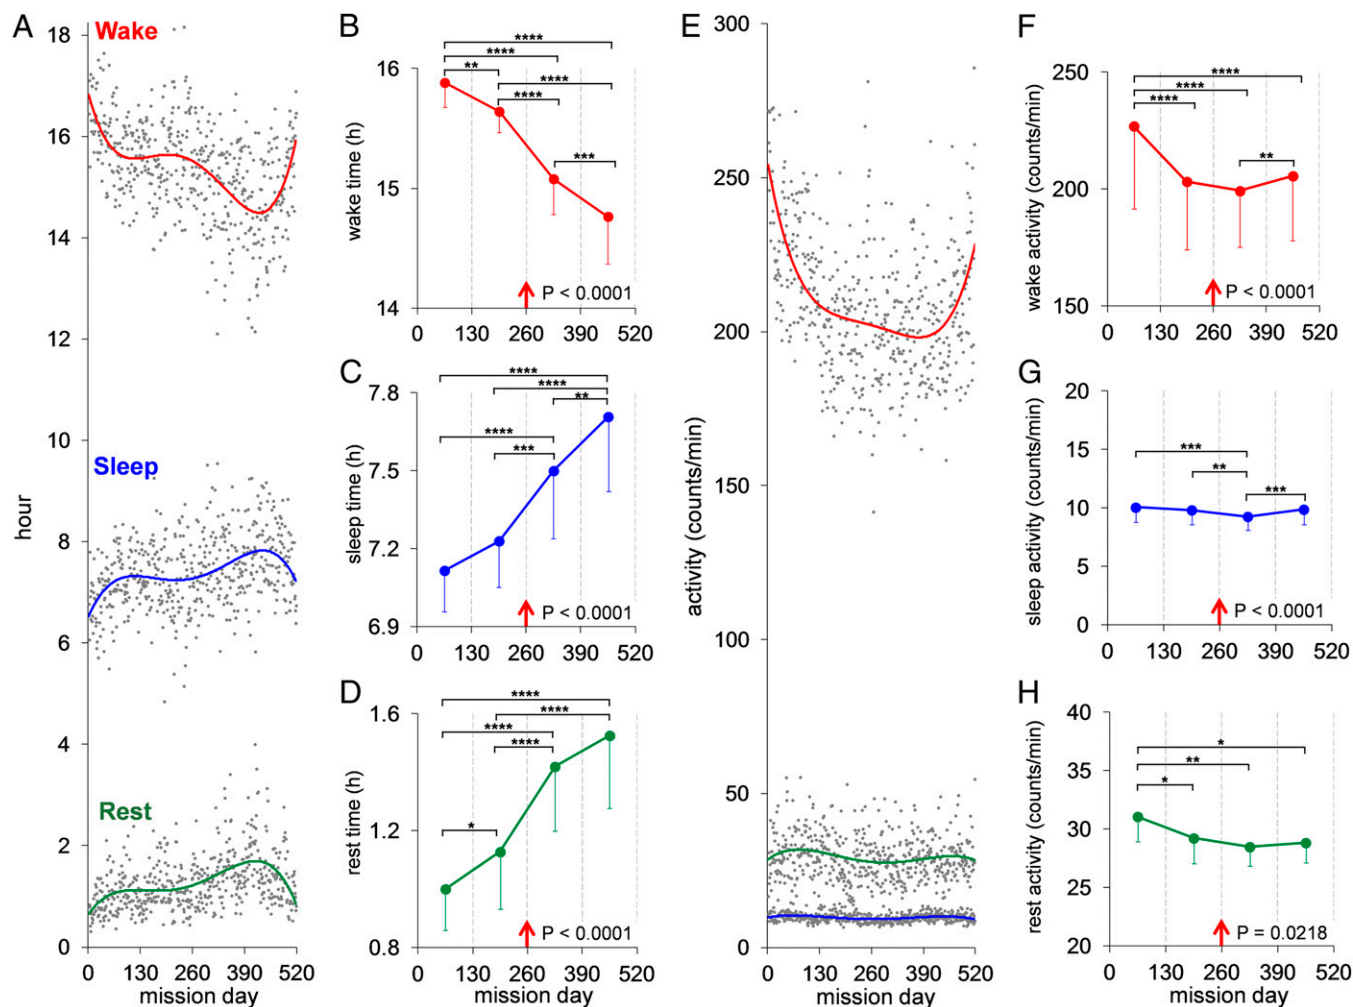 A
Wake
Sleep
Rest
hour
18
16
14
12
10
8
6
4
2
0
0 130 260 390 520
mission day
B
****
****
** ****
****
***
wake time (h)
16
15
14
P < 0.0001
0 130 260 390 520
C
****
****
**
****
***
sleep time (h)
7.8
7.5
7.2
6.9
P < 0.0001
0 130 260 390 520
D
****
****
****
****
*
rest time (h)
1.6
1.2
0.8
P < 0.0001
0 130 260 390 520
mission day
E
activity (counts/min)
300
250
200
150
100
50
0
0 130 260 390 520
mission day
F
****
****
****
**
wake activity (counts/min)
250
200
150
P < 0.0001
0 130 260 390 520
G
***
**
***
sleep activity (counts/min)
20
15
10
5
0
P < 0.0001
0 130 260 390 520
H
*
**
*
rest activity (counts/min)
40
35
30
25
20
P = 0.0218
0 130 260 390 520
mission day